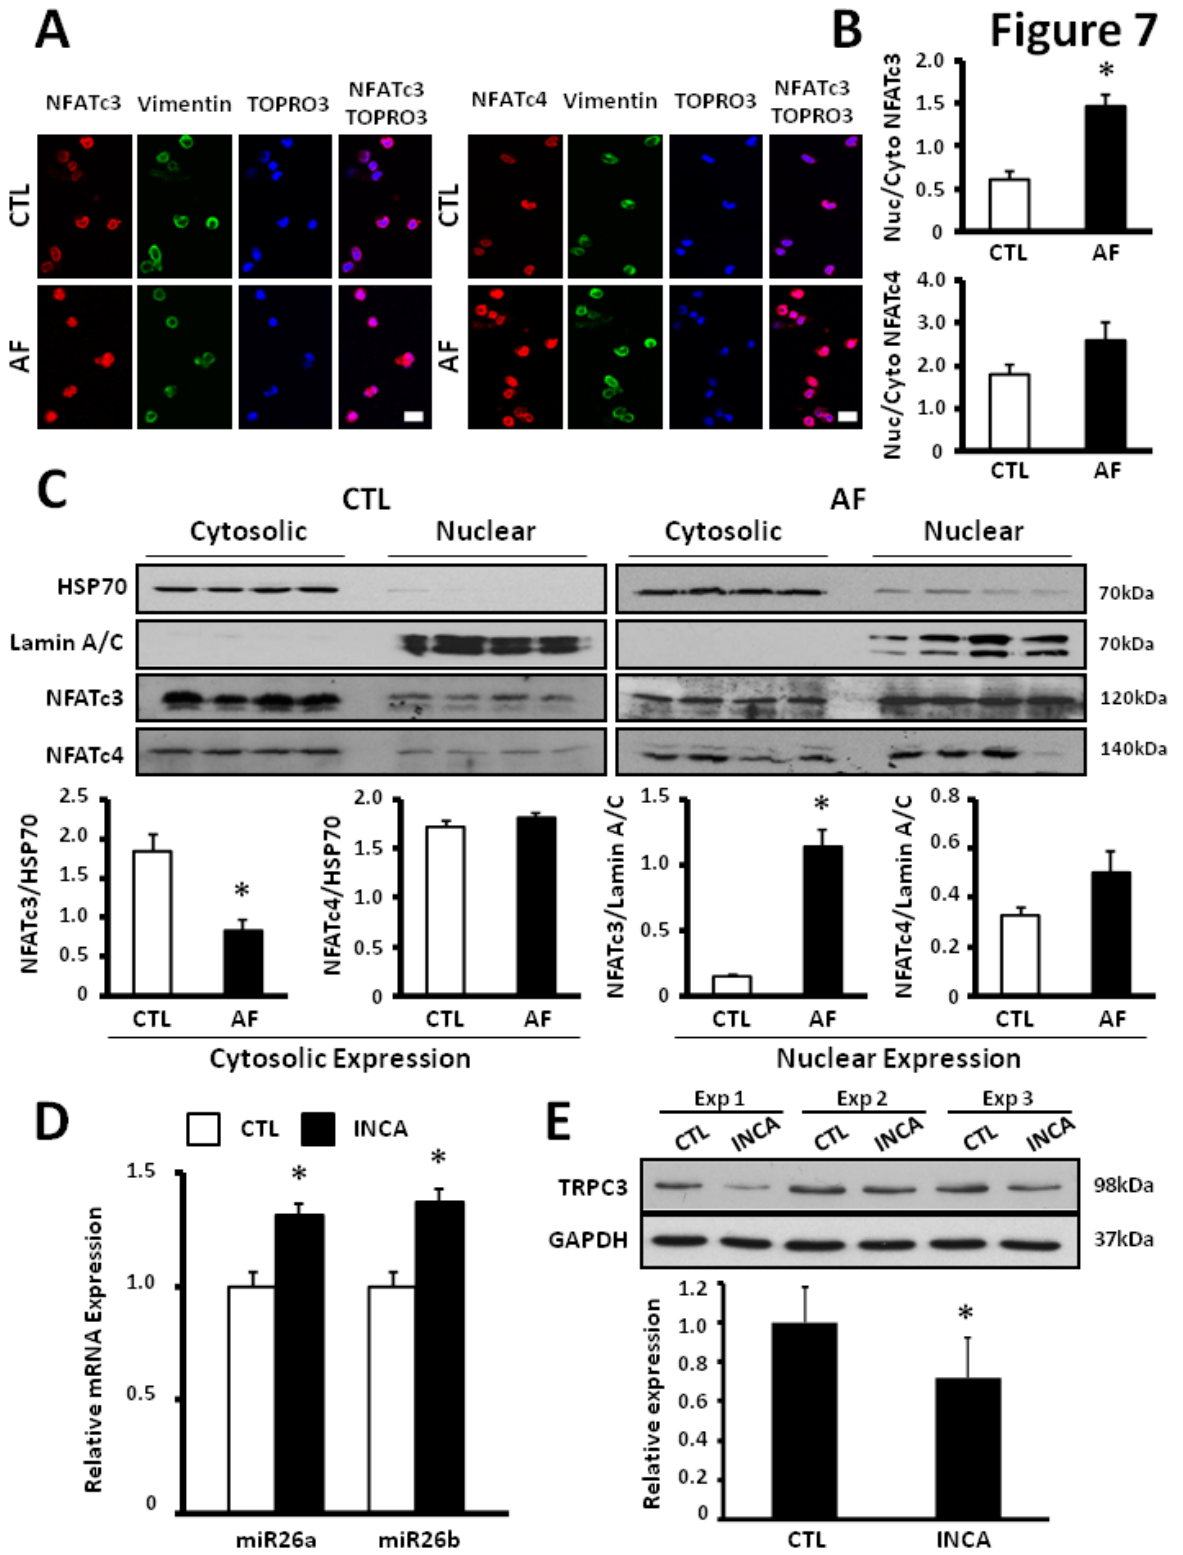 A
B
Figure 7
NFATc3 Vimentin TOPRO3 NFATc3 TOPRO3
NFATc4 Vimentin TOPRO3 NFATc3 TOPRO3
CTL
AF
CTL
AF
Nuc/Cyto NFATc3
2.0
1.5
1.0
0.5
0
*
CTL AF
Nuc/Cyto NFATc4
4.0
3.0
2.0
1.0
0
CTL AF
C
CTL AF
Cytosolic Nuclear Cytosolic Nuclear
HSP70 70kDa
Lamin A/C 70kDa
NFATc3 120kDa
NFATc4 140kDa
NFATc3/HSP70
2.5
2.0
1.5
1.0
0.5
0
*
CTL AF
NFATc4/HSP70
2.0
1.5
1.0
0.5
0
CTL AF
Cytosolic Expression
NFATc3/Lamin A/C
1.5
1.0
0.5
0
*
CTL AF
NFATc4/Lamin A/C
0.8
0.6
0.4
0.2
0
CTL AF
Nuclear Expression
D
CTL INCA
Relative mRNA Expression
1.5
1.0
0.5
0
* *
miR26a miR26b
E
Exp 1 Exp 2 Exp 3
CTL INCA CTL INCA CTL INCA
TRPC3 98kDa
GAPDH 37kDa
Relative expression
1.2
1.0
0.8
0.6
0.4
0.2
0
*
CTL INCA